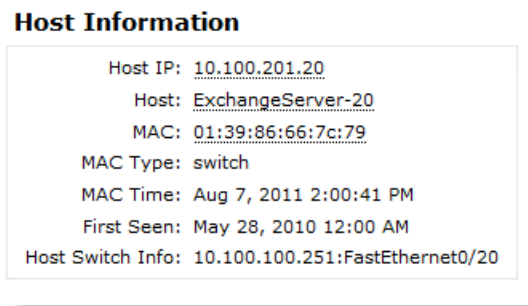 Host Information
Host IP: 10.100.201.20
Host: ExchangeServer-20
MAC: 01:39:86:66:7c:79
MAC Type: switch
MAC Time: Aug 7, 2011 2:00:41 PM
First Seen: May 28, 2010 12:00 AM
Host Switch Info: 10.100.100.251:FastEthernet0/20